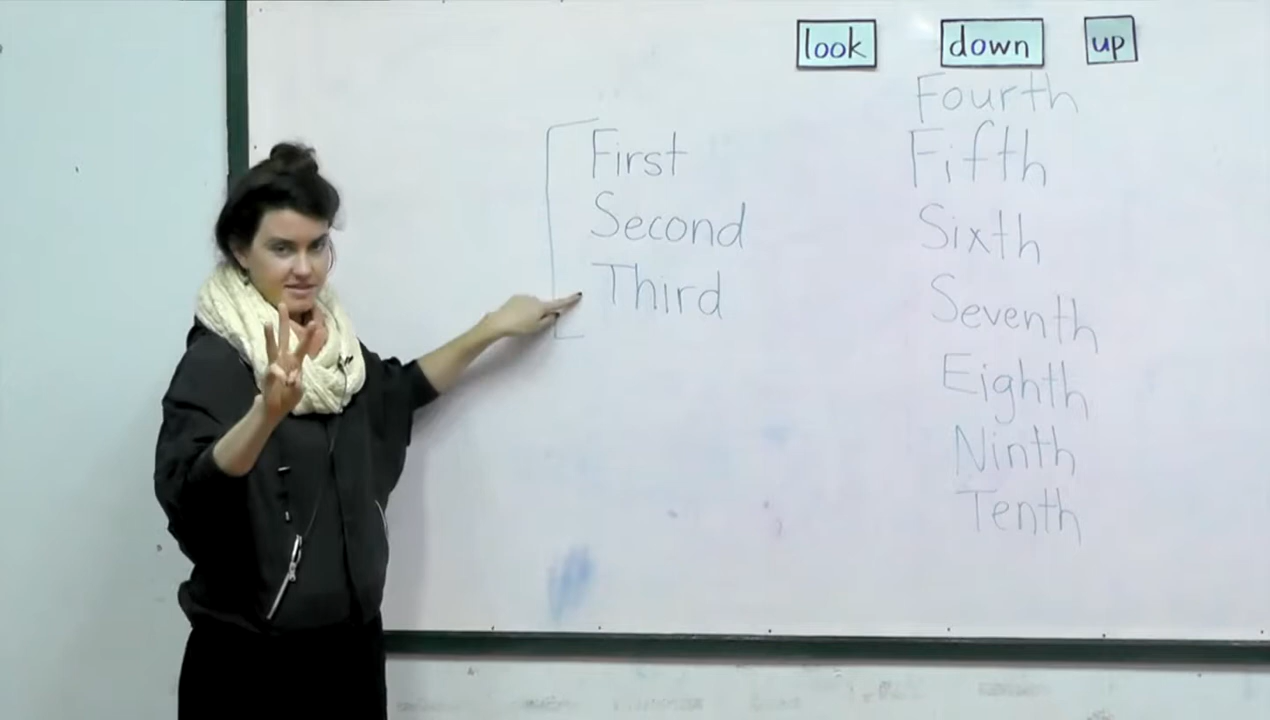 look down up
First
Second
Third
Fourth
Fifth
Sixth
Seventh
Eighth
Ninth
Tenth